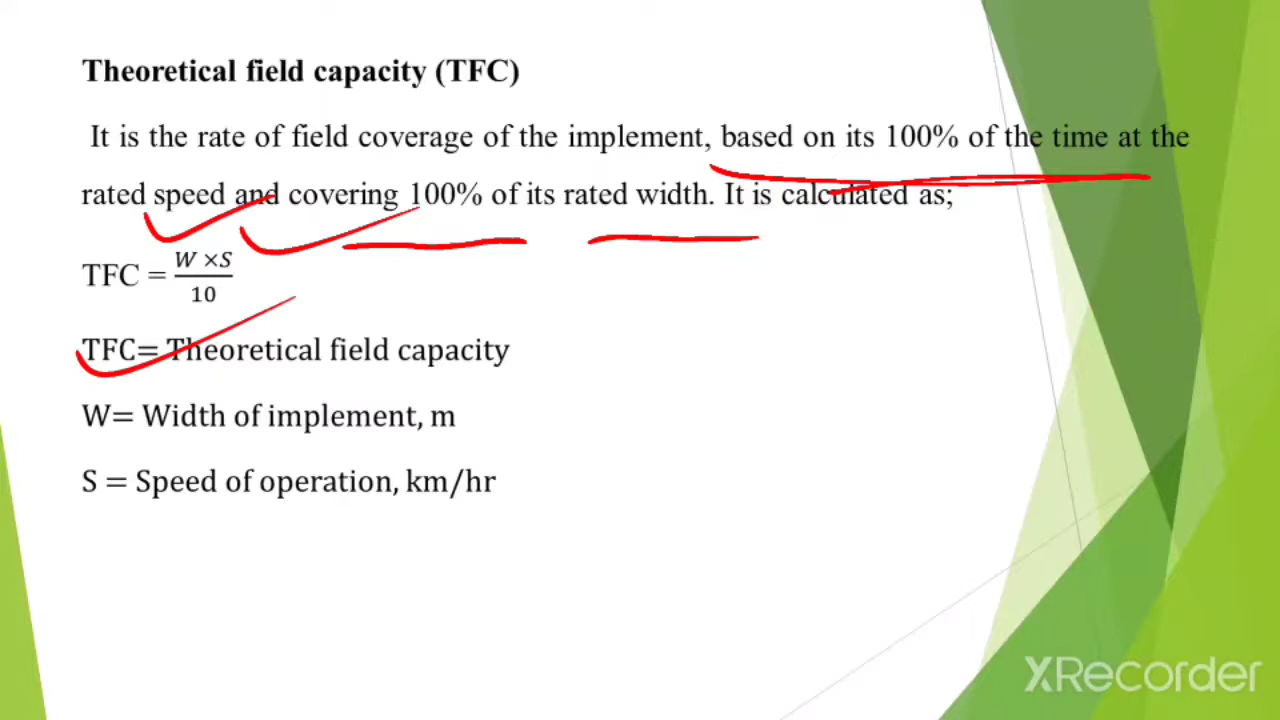 Theoretical field capacity (TFC)
It is the rate of field coverage of the implement, based on its 100% of the time at the
rated speed and covering 100% of its rated width. It is calculated as;
TFC = W ×S / 10
TFC= Theoretical field capacity
W= Width of implement, m
S = Speed of operation, km/hr
XRecorder